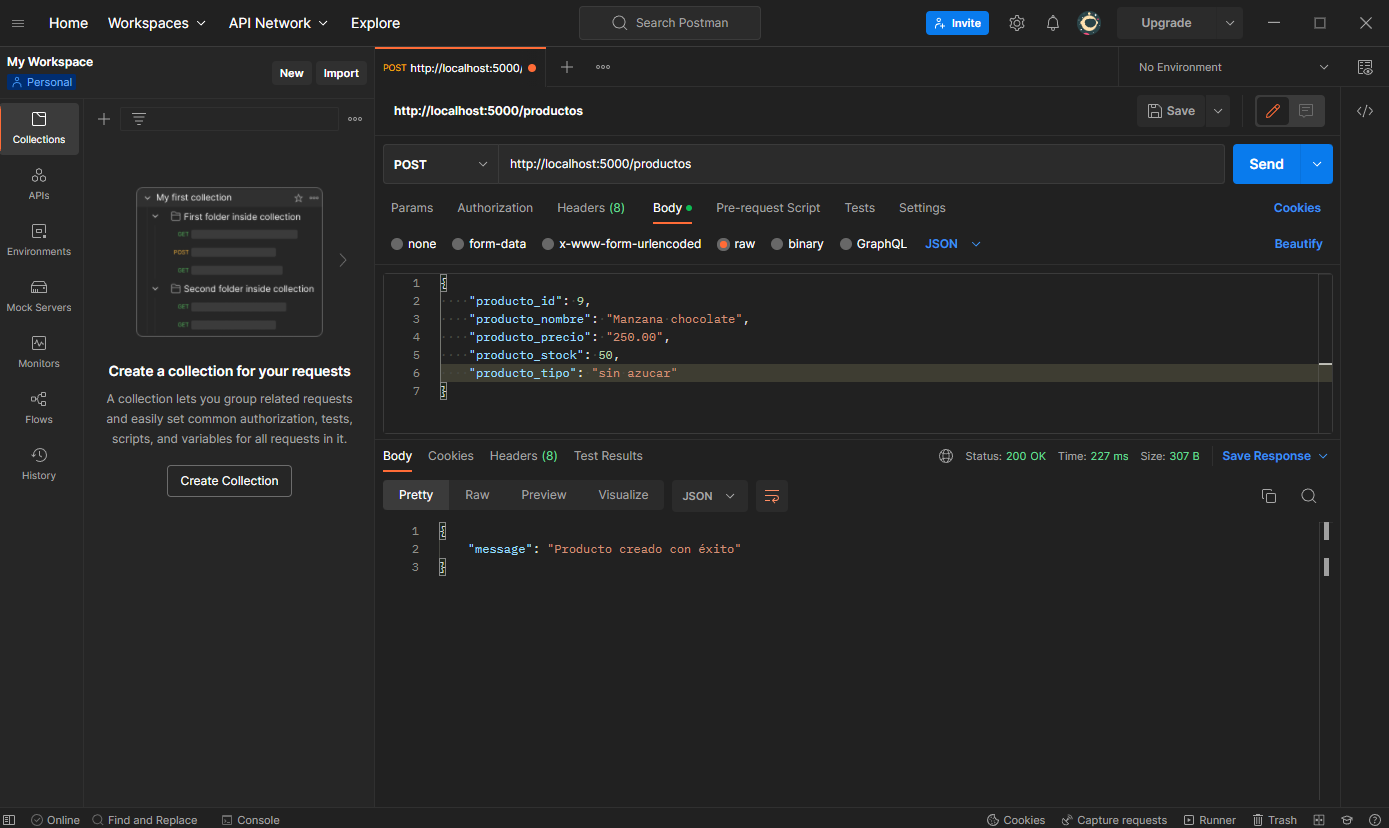 Home Workspaces API Network Explore Search Postman Invite Upgrade
My Workspace
Personal
New Import
POST http://localhost:5000/
No Environment
Collections
APIs
Environments
Mock Servers
Monitors
Flows
History
My first collection
First folder inside collection
GET
POST
GET
Second folder inside collection
GET
GET
Create a collection for your requests
A collection lets you group related requests
and easily set common authorization, tests,
scripts, and variables for all requests in it.
Create Collection
http://localhost:5000/productos
Save
POST http://localhost:5000/productos
Send
Params Authorization Headers (8) Body Pre-request Script Tests Settings Cookies
none form-data x-www-form-urlencoded raw binary GraphQL JSON Beautify
1 {
2 "producto_id": 9,
3 "producto_nombre": "Manzana chocolate",
4 "producto_precio": "250.00",
5 "producto_stock": 50,
6 "producto_tipo": "sin azucar"
7 }
Body Cookies Headers (8) Test Results Status: 200 OK Time: 227 ms Size: 307 B Save Response
Pretty Raw Preview Visualize JSON
1 {
2 "message": "Producto creado con éxito"
3 }
Online Find and Replace Console Cookies Capture requests Runner Trash